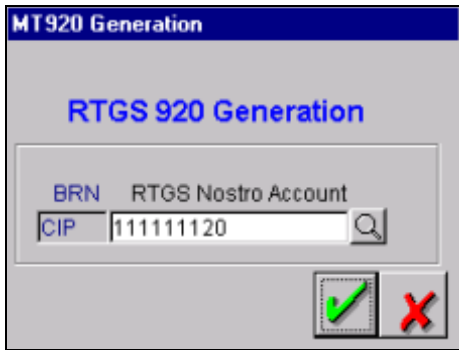 MT920 Generation
RTGS 920 Generation
BRN RTGS Nostro Account
CIP 111111120